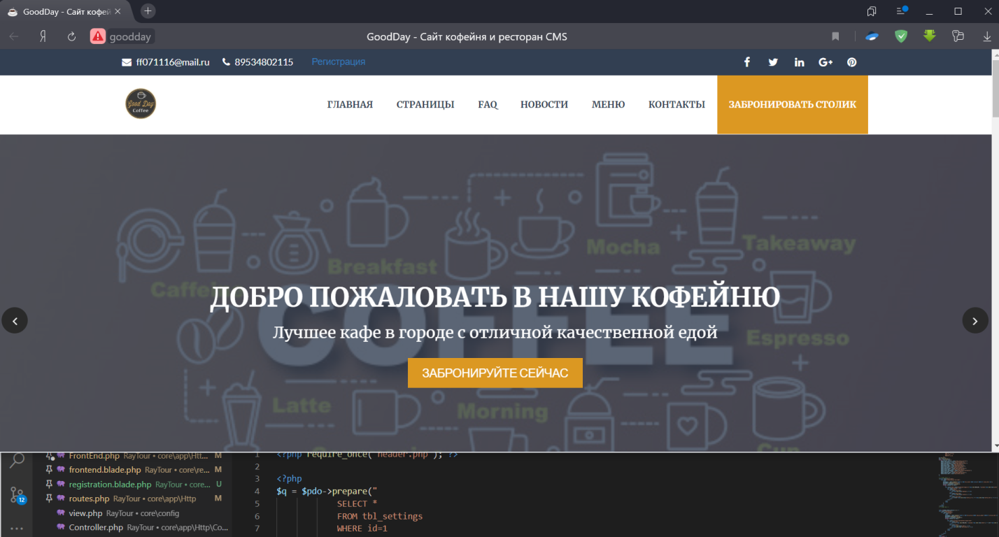 GoodDay - Сайт кофей
goodday
GoodDay - Сайт кофейня и ресторан CMS
ff071116@mail.ru 89534802115 Регистрация
Good Day
Coffee
ГЛАВНАЯ СТРАНИЦЫ FAQ НОВОСТИ МЕНЮ КОНТАКТЫ ЗАБРОНИРОВАТЬ СТОЛИК
Mocha
Takeaway
Breakfast
ДОБРО ПОЖАЛОВАТЬ В НАШУ КОФЕЙНЮ
COFFEE
Лучшее кафе в городе с отличной качественной едой
Espresso
ЗАБРОНИРУЙТЕ СЕЙЧАС
Latte
Morning
Cup
FrontEnd.php RayTour • core\app\Htt... M
frontend.blade.php RayTour • core\re... M
registration.blade.php RayTour • core... U
routes.php RayTour • core\app\Http M
view.php RayTour • core\config
Controller.php RayTour • core\app\Http\Co...
12
1 <?php require_once('header.php'); ?>
2
3 <?php
4 $q = $pdo->prepare("
5 SELECT *
6 FROM tbl_settings
7 WHERE id=1